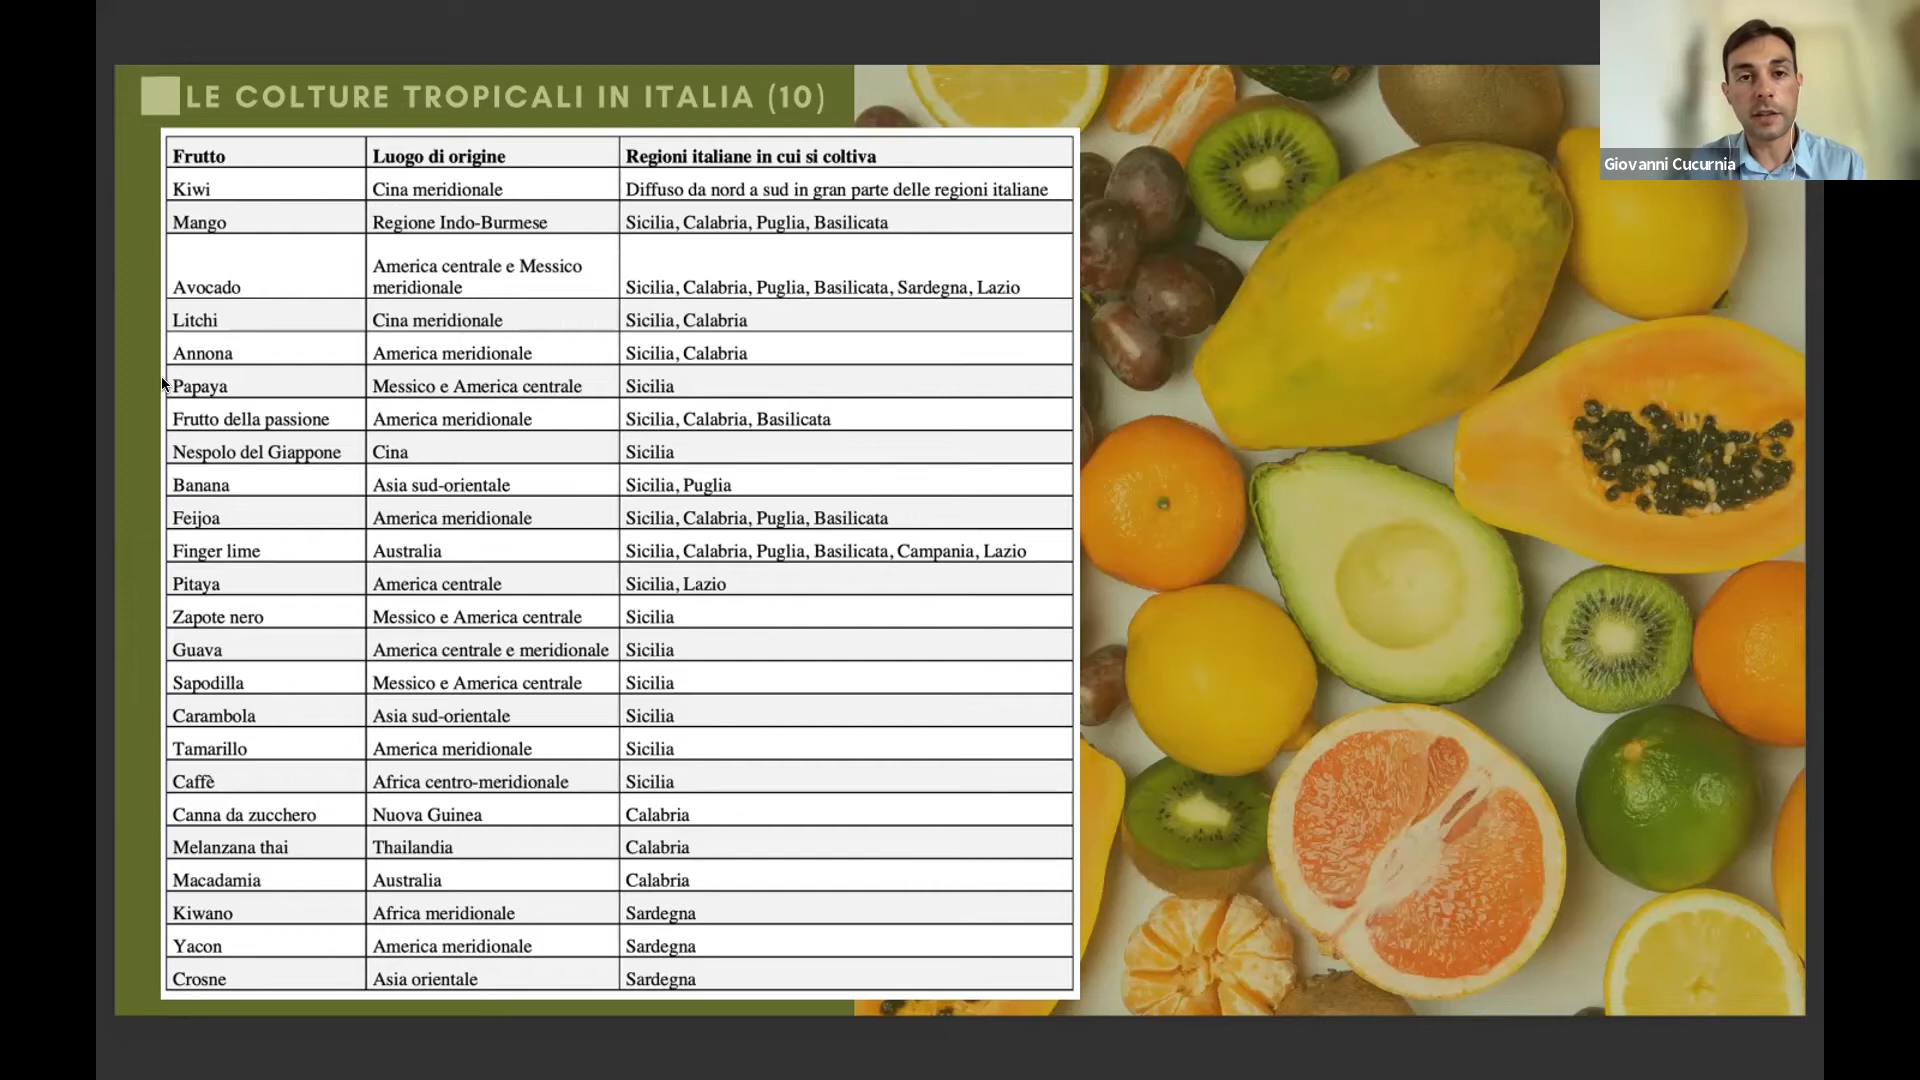 LE COLTURE TROPICALI IN ITALIA (10)
Giovanni Cucurnia
Frutto Luogo di origine Regioni italiane in cui si coltiva
Kiwi Cina meridionale Diffuso da nord a sud in gran parte delle regioni italiane
Mango Regione Indo-Burmese Sicilia, Calabria, Puglia, Basilicata
America centrale e Messico
Avocado meridionale Sicilia, Calabria, Puglia, Basilicata, Sardegna, Lazio
Litchi Cina meridionale Sicilia, Calabria
Annona America meridionale Sicilia, Calabria
Papaya Messico e America centrale Sicilia
Frutto della passione America meridionale Sicilia, Calabria, Basilicata
Nespolo del Giappone Cina Sicilia
Banana Asia sud-orientale Sicilia, Puglia
Feijoa America meridionale Sicilia, Calabria, Puglia, Basilicata
Finger lime Australia Sicilia, Calabria, Puglia, Basilicata, Campania, Lazio
Pitaya America centrale Sicilia, Lazio
Zapote nero Messico e America centrale Sicilia
Guava America centrale e meridionale Sicilia
Sapodilla Messico e America centrale Sicilia
Carambola Asia sud-orientale Sicilia
Tamarillo America meridionale Sicilia
Caffè Africa centro-meridionale Sicilia
Canna da zucchero Nuova Guinea Calabria
Melanzana thai Thailandia Calabria
Macadamia Australia Calabria
Kiwano Africa meridionale Sardegna
Yacon America meridionale Sardegna
Crosne Asia orientale Sardegna